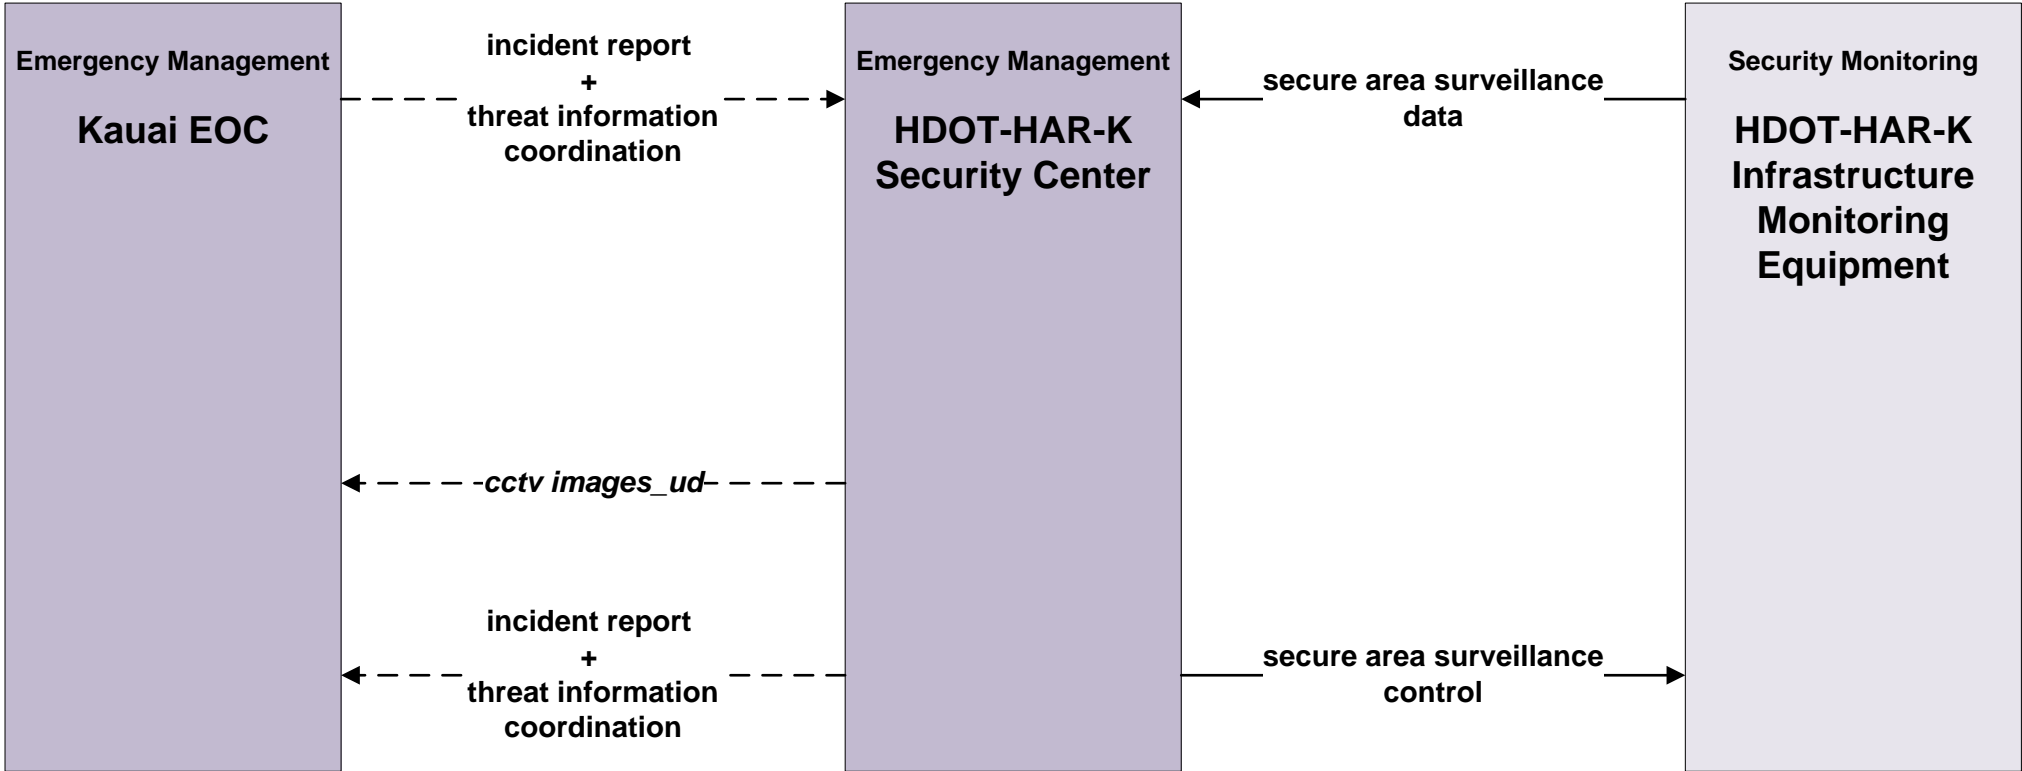 Emergency Management
Kauai EOC
incident report
+
threat information
coordination
Emergency Management
HDOT-HAR-K
Security Center
secure area surveillance
data
Security Monitoring
HDOT-HAR-K
Infrastructure
Monitoring
Equipment
cctv images_ud
incident report
+
threat information
coordination
secure area surveillance
control